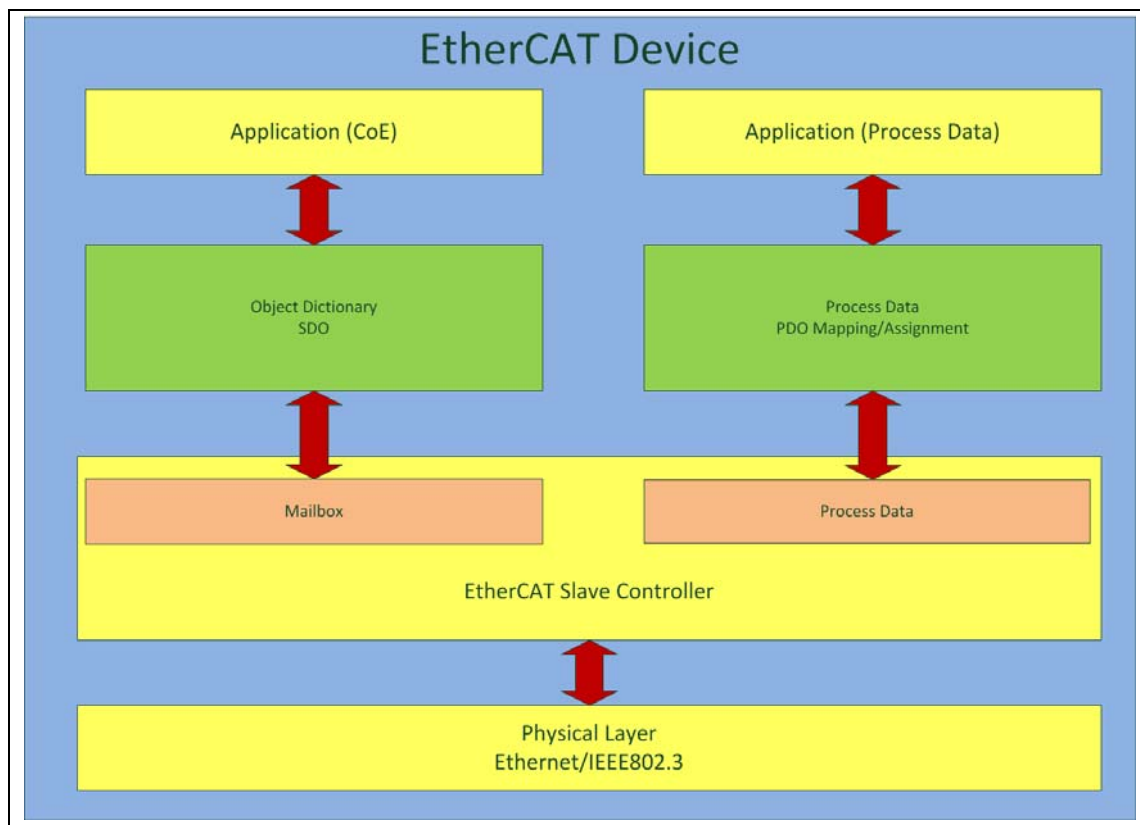 EtherCAT Device
Application (CoE)
Application (Process Data)
Object Dictionary
SDO
Process Data
PDO Mapping/Assignment
Mailbox
Process Data
EtherCAT Slave Controller
Physical Layer
Ethernet/IEEE802.3